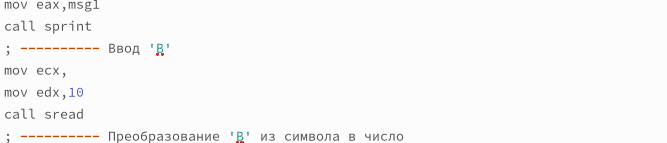 mov eax,msg1
call sprint
; ---------- Ввод 'B'
mov ecx,
mov edx,10
call sread
; ---------- Преобразование 'B' из символа в число